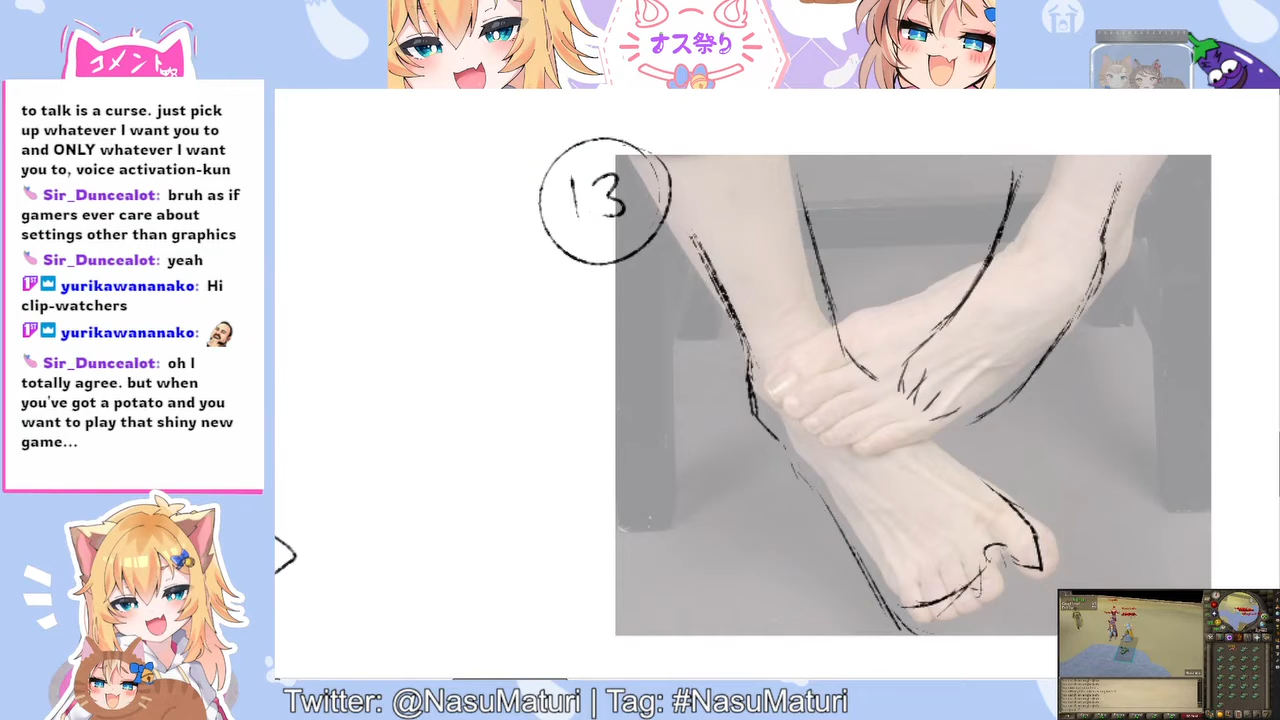 コメント
オス祭り
to talk is a curse. just pick
up whatever I want you to
and ONLY whatever I want
you to, voice activation-kun
Sir_Duncealot: bruh as if
gamers ever care about
settings other than graphics
Sir_Duncealot: yeah
yurikawananako: Hi
clip-watchers
yurikawananako:
Sir_Duncealot: oh I
totally agree. but when
you've got a potato and you
want to play that shiny new
game...
13
Twitter: @NasuMaturi | Tag: #NasuMaturi